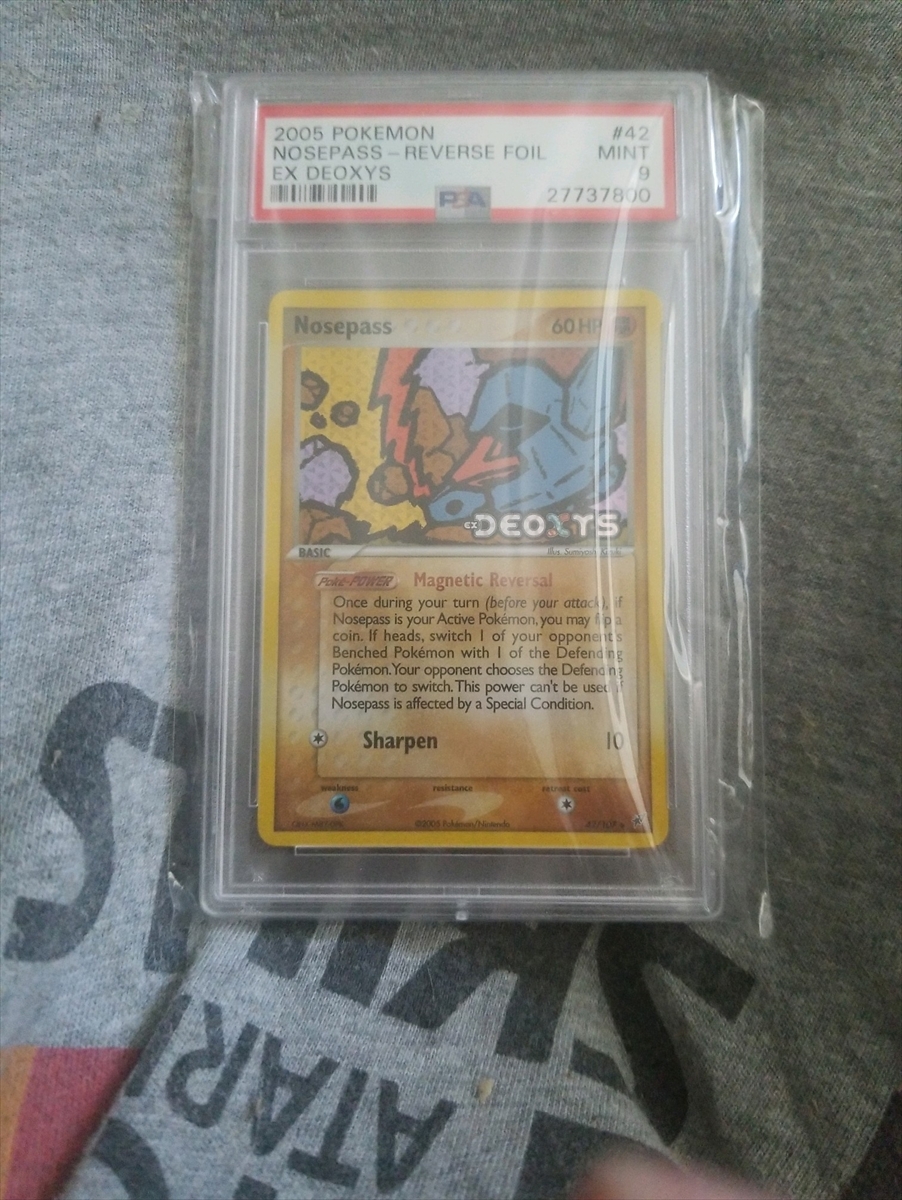 2005 POKEMON #42
NOSEPASS - REVERSE FOIL MINT
EX DEOXYS 9
PSA 27737800
Nosepass 60 HP
ex DEOXYS
BASIC Illus. Sumiyoshi Kizuki
Poké-POWER Magnetic Reversal
Once during your turn (before your attack), if
Nosepass is your Active Pokémon, you may flip a
coin. If heads, switch 1 of your opponent's
Benched Pokémon with 1 of the Defending
Pokémon. Your opponent chooses the Defending
Pokémon to switch. This power can't be used if
Nosepass is affected by a Special Condition.
Sharpen 10
weakness resistance retreat cost
©2005 Pokémon/Nintendo
ATARI